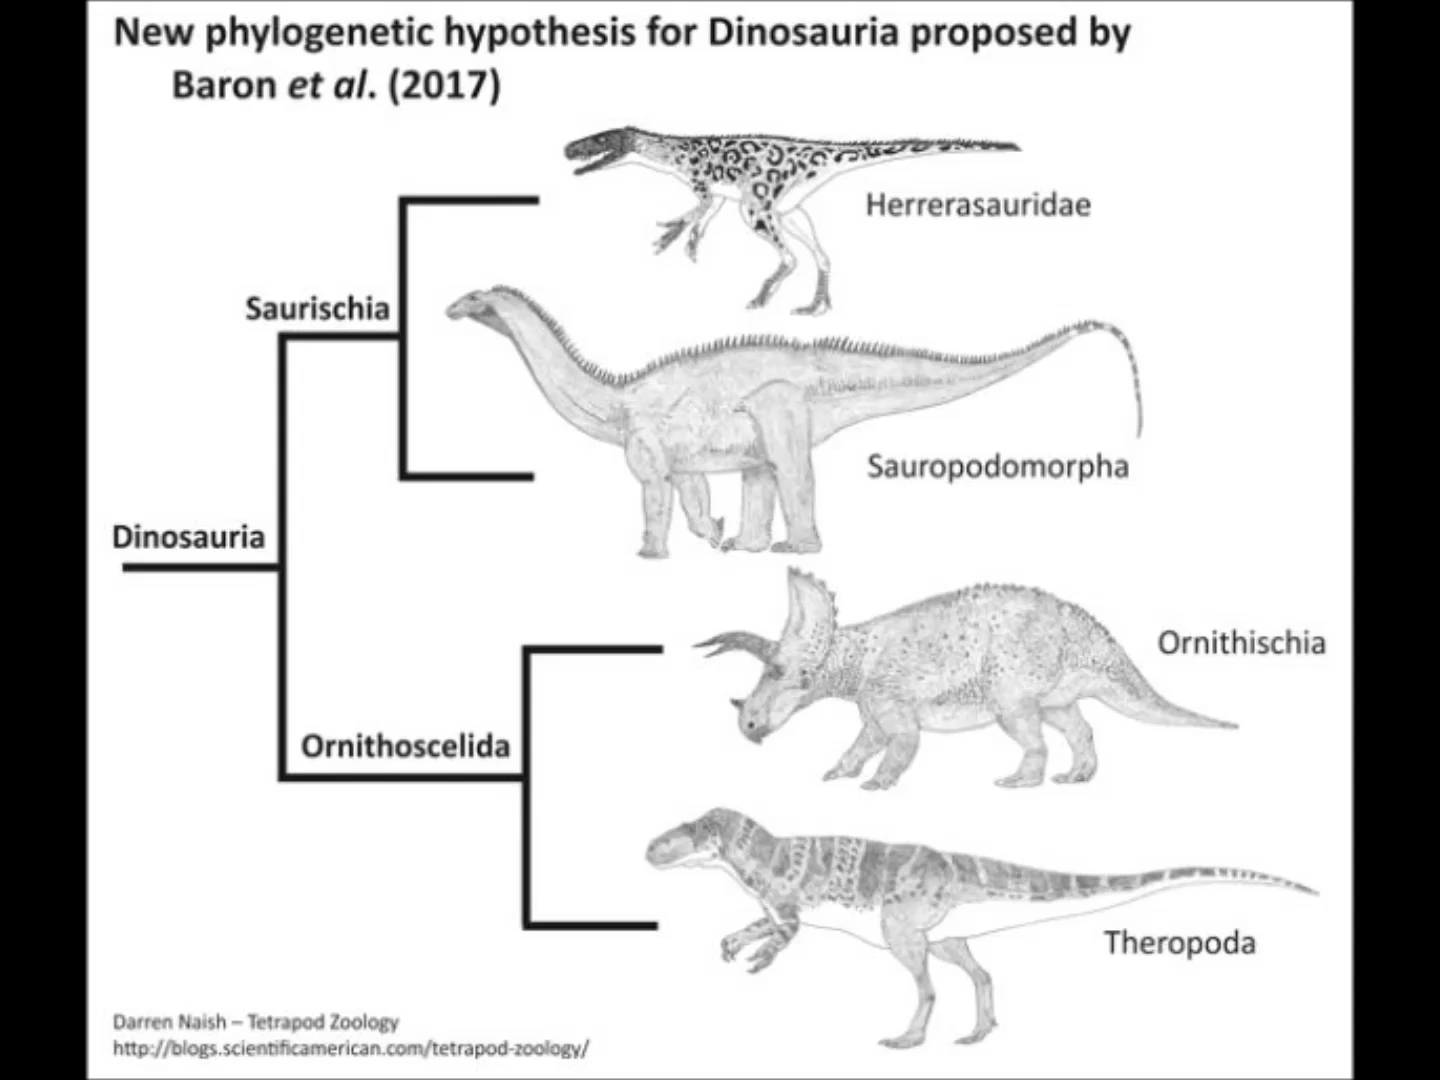 New phylogenetic hypothesis for Dinosauria proposed by
Baron et al. (2017)
Herrerasauridae
Saurischia
Sauropodomorpha
Dinosauria
Ornithischia
Ornithoscelida
Theropoda
Darren Naish – Tetrapod Zoology
http://blogs.scientificamerican.com/tetrapod-zoology/